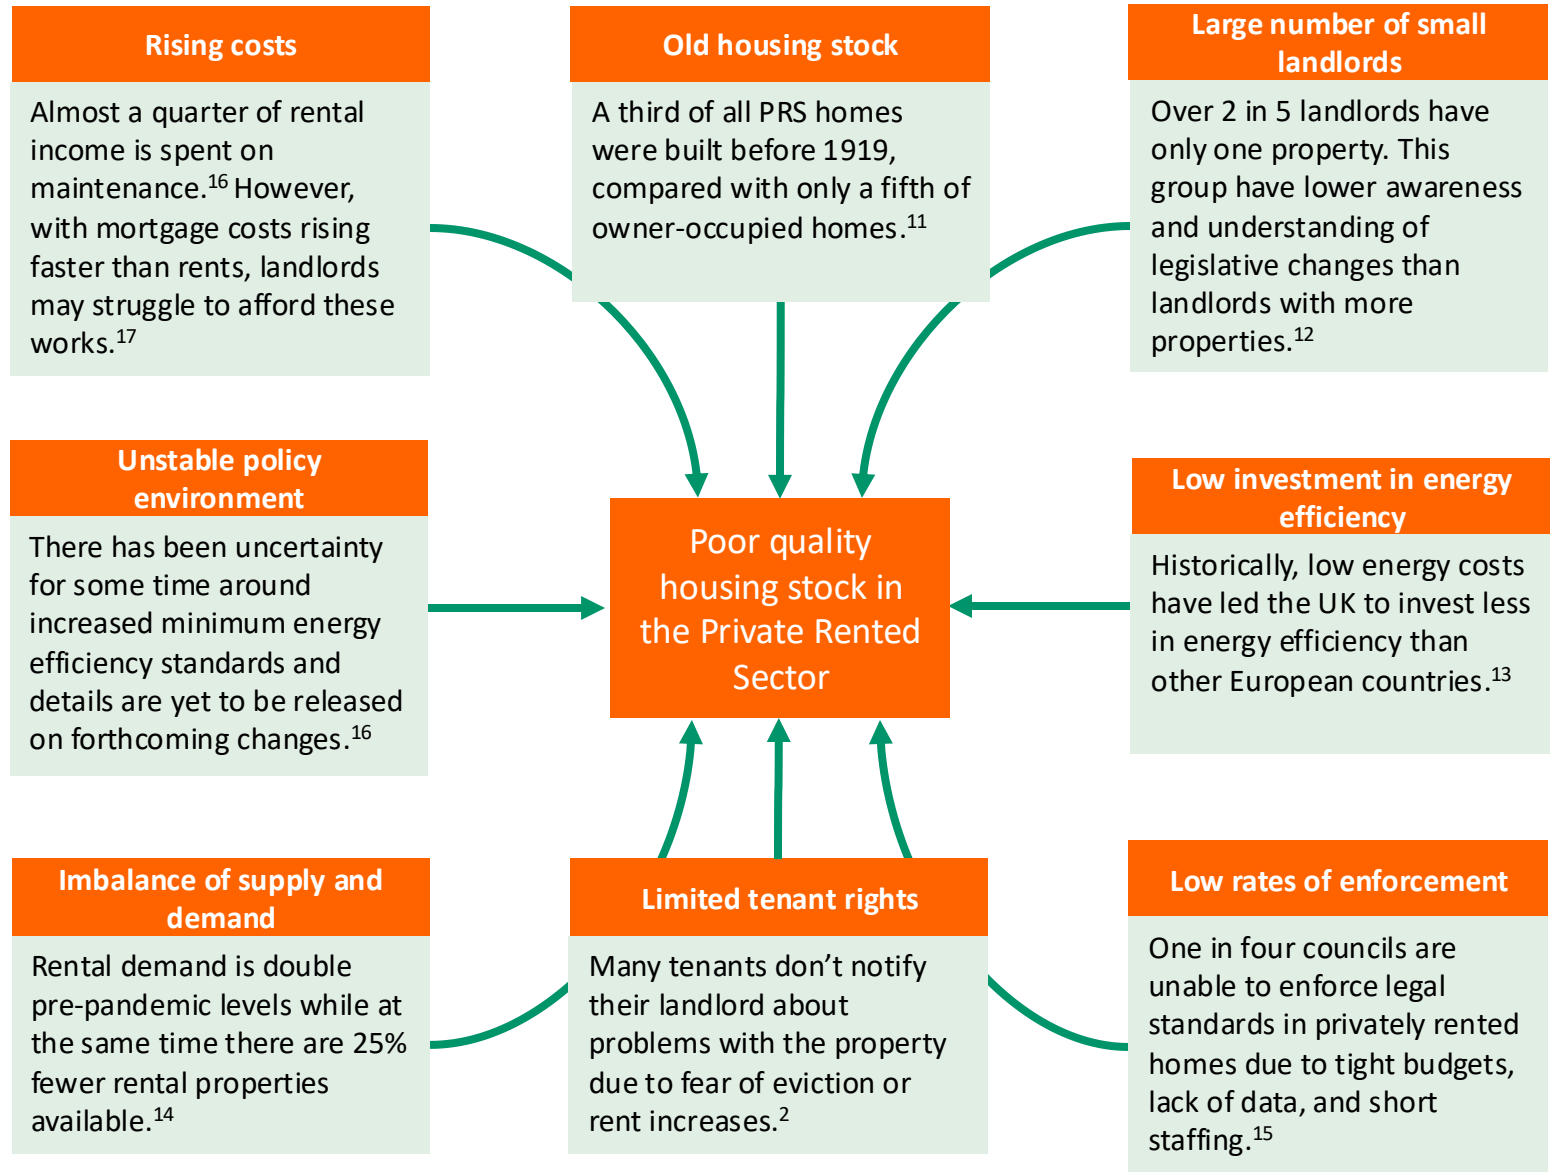 Rising costs
Almost a quarter of rental
income is spent on
maintenance.16 However,
with mortgage costs rising
faster than rents, landlords
may struggle to afford these
works.17
Old housing stock
A third of all PRS homes
were built before 1919,
compared with only a fifth of
owner-occupied homes.11
Large number of small
landlords
Over 2 in 5 landlords have
only one property. This
group have lower awareness
and understanding of
legislative changes than
landlords with more
properties.12
Unstable policy
environment
There has been uncertainty
for some time around
increased minimum energy
efficiency standards and
details are yet to be released
on forthcoming changes.16
Poor quality
housing stock in
the Private Rented
Sector
Low investment in energy
efficiency
Historically, low energy costs
have led the UK to invest less
in energy efficiency than
other European countries.13
Imbalance of supply and
demand
Rental demand is double
pre-pandemic levels while at
the same time there are 25%
fewer rental properties
available.14
Limited tenant rights
Many tenants don’t notify
their landlord about
problems with the property
due to fear of eviction or
rent increases.2
Low rates of enforcement
One in four councils are
unable to enforce legal
standards in privately rented
homes due to tight budgets,
lack of data, and short
staffing.15